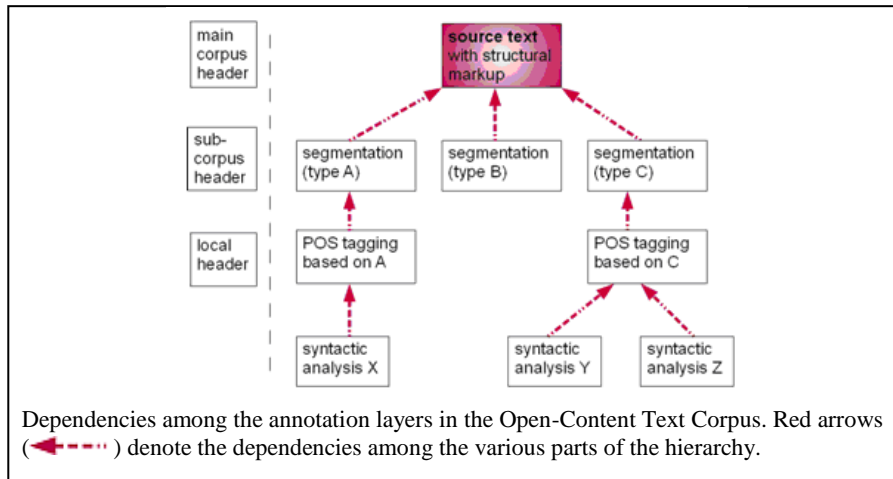 main
corpus
header
source text
with structural
markup
sub-
corpus
header
segmentation
(type A)
segmentation
(type B)
segmentation
(type C)
local
header
POS tagging
based on A
POS tagging
based on C
syntactic
analysis X
syntactic
analysis Y
syntactic
analysis Z
Dependencies among the annotation layers in the Open-Content Text Corpus. Red arrows
( ) denote the dependencies among the various parts of the hierarchy.